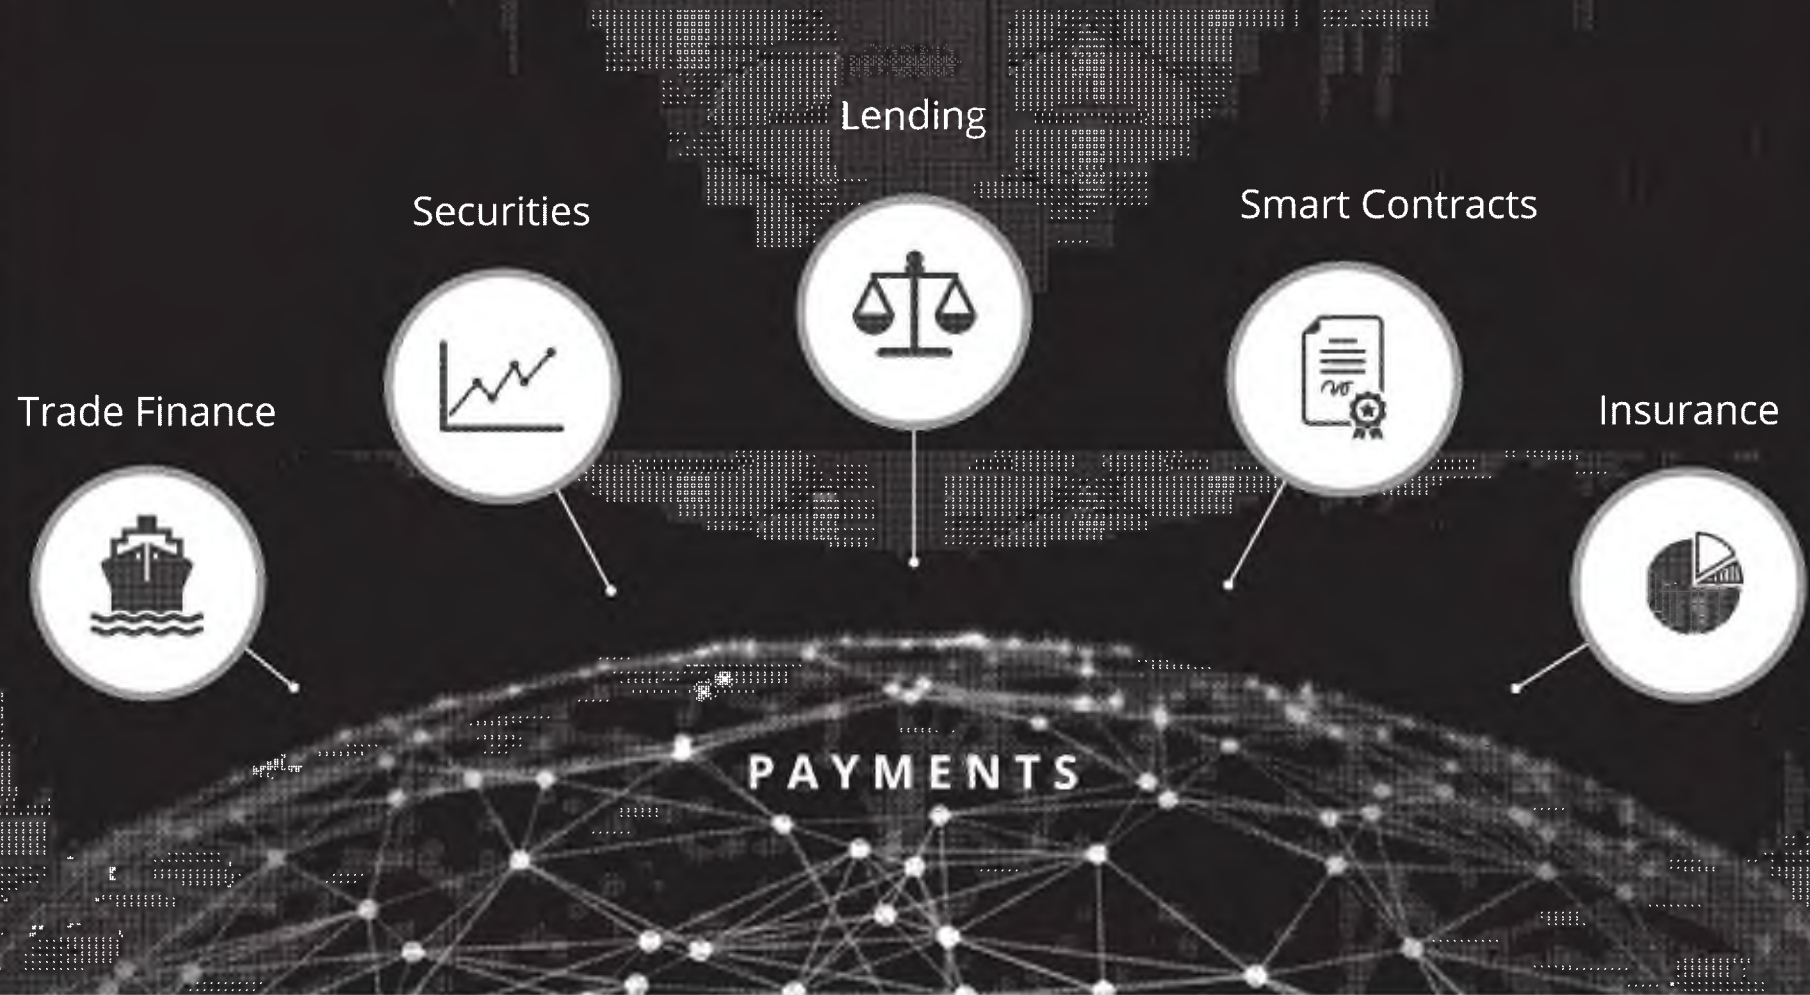 Lending
Securities
Smart Contracts
Trade Finance
Insurance
PAYMENTS